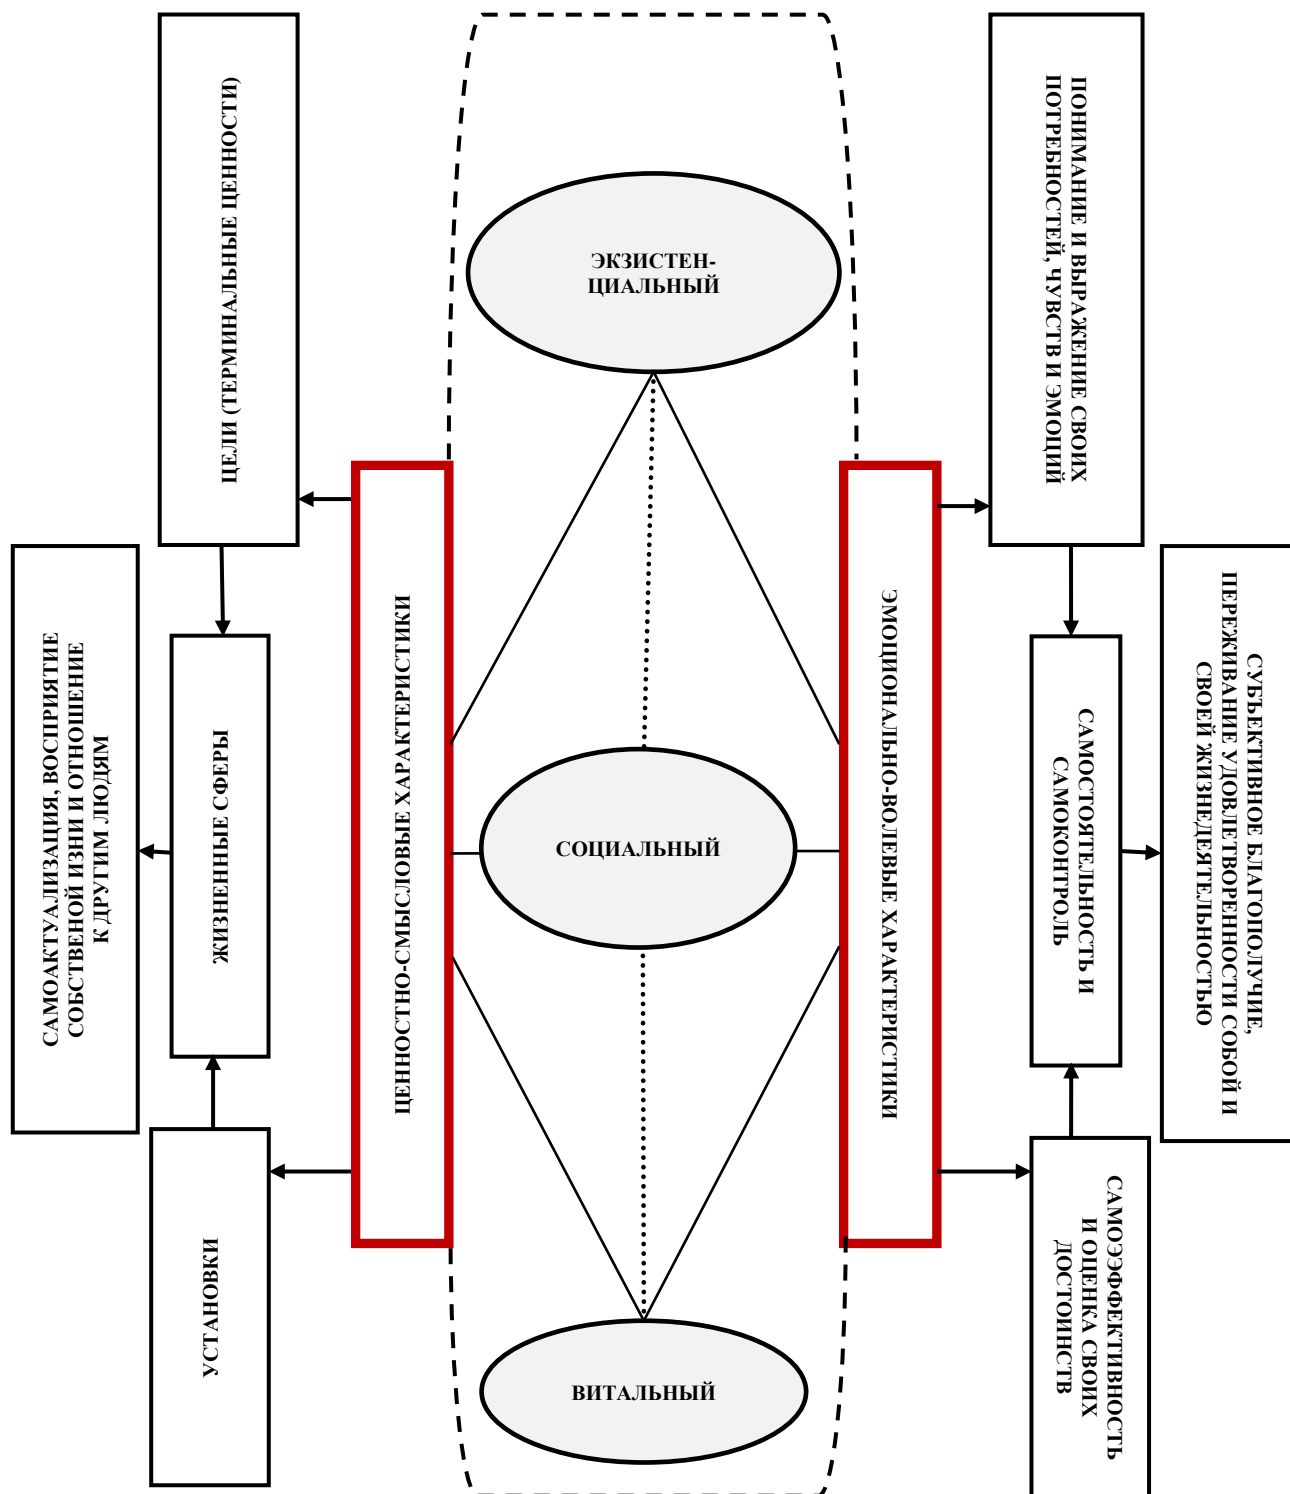 ЦЕЛИ (ТЕРМИНАЛЬНЫЕ ЦЕННОСТИ)
САМОАКТУАЛИЗАЦИЯ, ВОСПРИЯТИЕ
СОБСТВЕНОЙ ИЗНИ И ОТНОШЕНИЕ
К ДРУГИМ ЛЮДЯМ
ЖИЗНЕННЫЕ СФЕРЫ
УСТАНОВКИ
ЦЕННОСТНО-СМЫСЛОВЫЕ ХАРАКТЕРИСТИКИ
ЭКЗИСТЕН-
ЦИАЛЬНЫЙ
СОЦИАЛЬНЫЙ
ВИТАЛЬНЫЙ
ЭМОЦИОНАЛЬНО-ВОЛЕВЫЕ ХАРАКТЕРИСТИКИ
ПОНИМАНИЕ И ВЫРАЖЕНИЕ СВОИХ
ПОТРЕБНОСТЕЙ, ЧУВСТВ И ЭМОЦИЙ
САМОСТОЯТЕЛЬНОСТЬ И
САМОКОНТРОЛЬ
САМОЭЭФФЕКТИВНОСТЬ
И ОЦЕНКА СВОИХ
ДОСТОИНСТВ
СУБЪЕКТИВНОЕ БЛАГОПОЛУЧИЕ,
ПЕРЕЖИВАНИЕ УДОВЛЕТВОРЕННОСТИ СОБОЙ И
СВОЕЙ ЖИЗНЕДЕЯТЕЛЬНОСТЬЮ